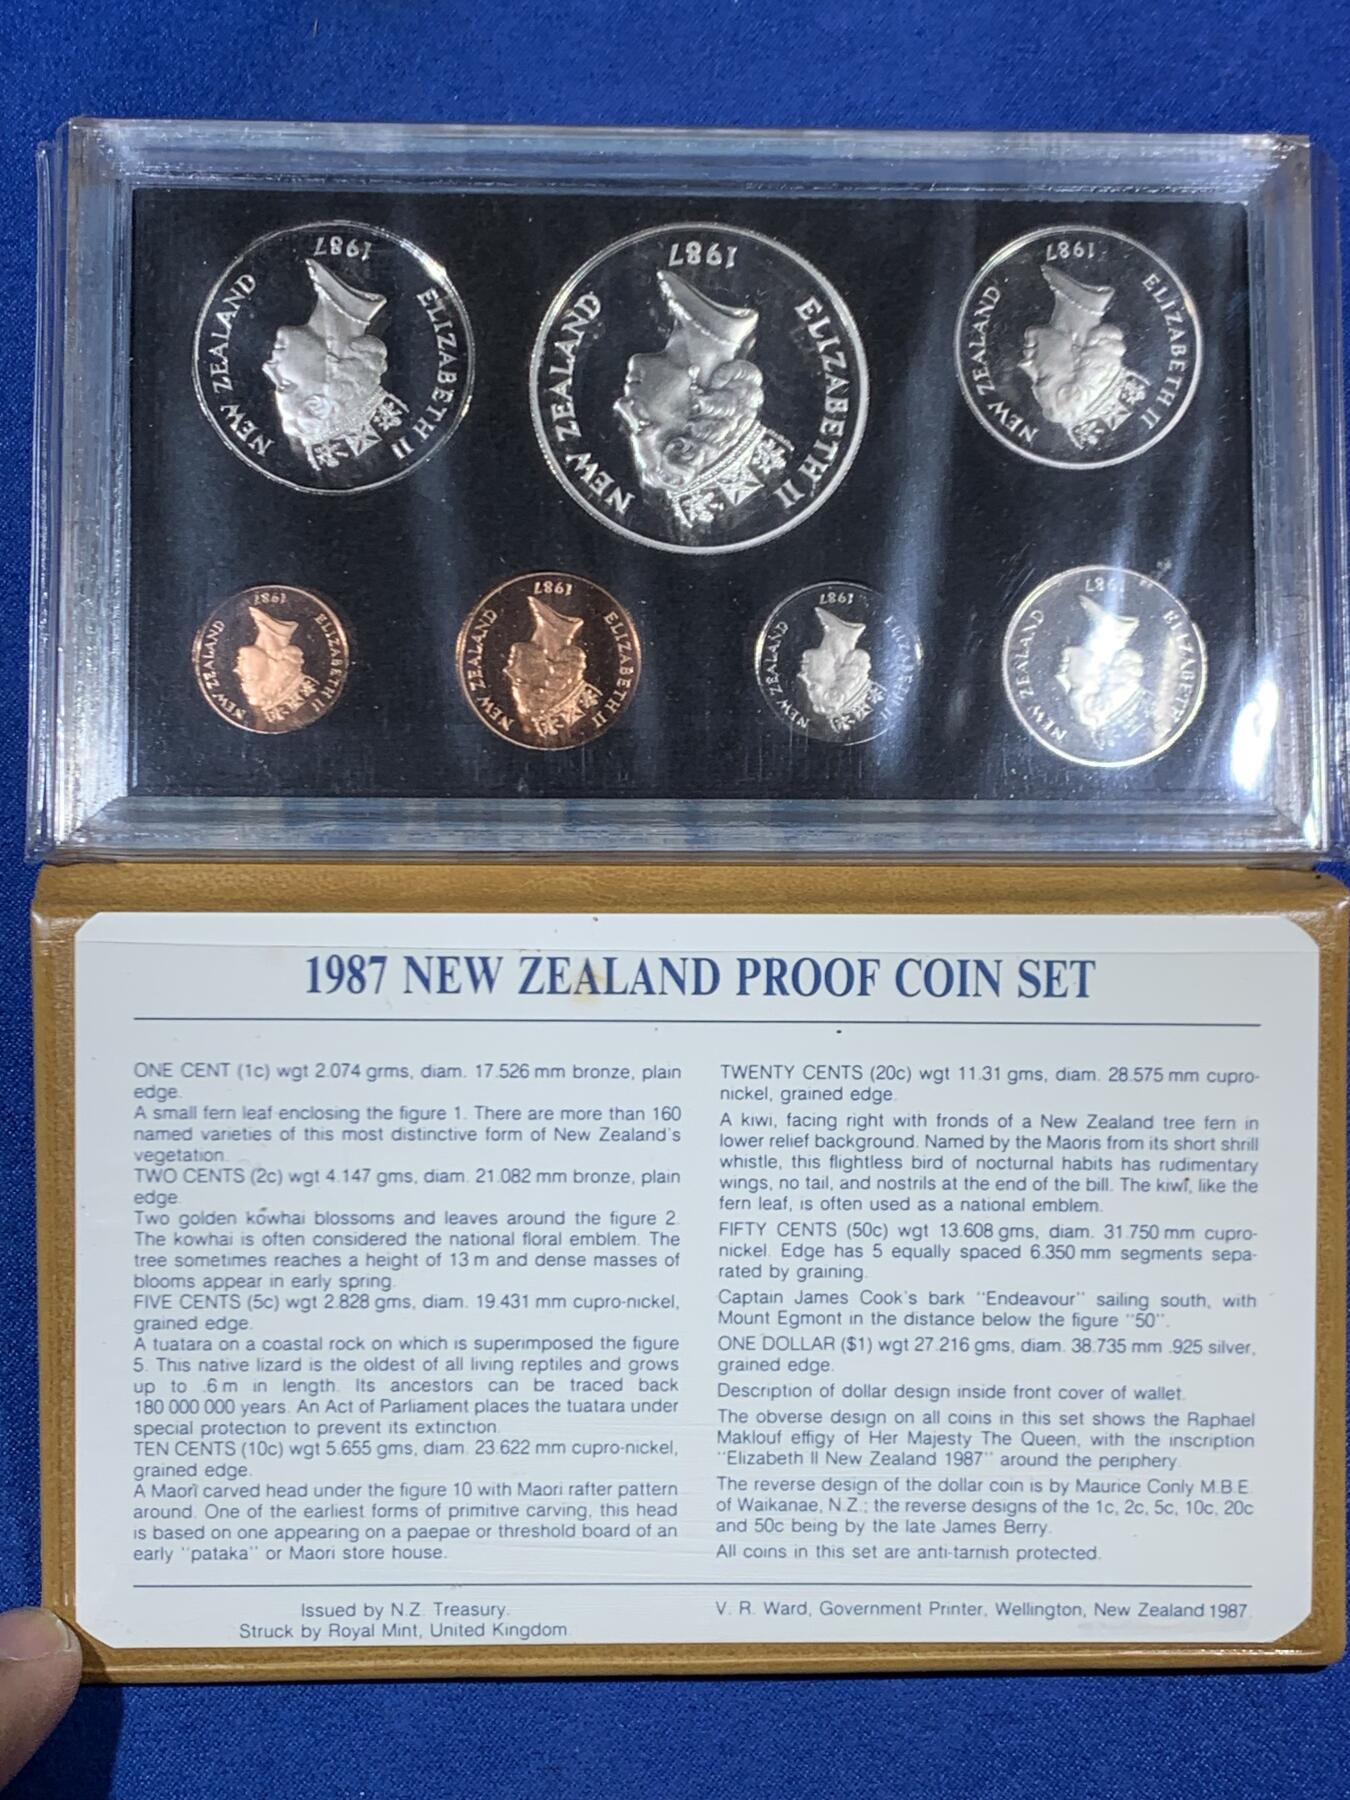 1987
NEW ZEALAND
ELIZABETH II
1987
NEW ZEALAND
ELIZABETH II
1987
NEW ZEALAND
ELIZABETH II
1987
NEW ZEALAND
ELIZABETH II
1987
NEW ZEALAND
ELIZABETH II
1987
NEW ZEALAND
ELIZABETH II
1987
NEW ZEALAND
ELIZABETH
1987 NEW ZEALAND PROOF COIN SET
ONE CENT (1c) wgt 2.074 grms, diam. 17.526 mm bronze, plain
edge.
A small fern leaf enclosing the figure 1. There are more than 160
named varieties of this most distinctive form of New Zealand's
vegetation.
TWO CENTS (2c) wgt 4.147 gms, diam. 21.082 mm bronze, plain
edge.
Two golden kowhai blossoms and leaves around the figure 2.
The kowhai is often considered the national floral emblem. The
tree sometimes reaches a height of 13 m and dense masses of
blooms appear in early spring.
FIVE CENTS (5c) wgt 2.828 gms, diam. 19.431 mm cupro-nickel,
grained edge.
A tuatara on a coastal rock on which is superimposed the figure
5. This native lizard is the oldest of all living reptiles and grows
up to .6 m in length. Its ancestors can be traced back
180 000 000 years. An Act of Parliament places the tuatara under
special protection to prevent its extinction.
TEN CENTS (10c) wgt 5.655 gms, diam. 23.622 mm cupro-nickel,
grained edge.
A Maori carved head under the figure 10 with Maori rafter pattern
around. One of the earliest forms of primitive carving, this head
is based on one appearing on a paepae or threshold board of an
early "pataka" or Maori store house.
TWENTY CENTS (20c) wgt 11.31 gms, diam. 28.575 mm cupro-
nickel, grained edge.
A kiwi, facing right with fronds of a New Zealand tree fern in
lower relief background. Named by the Maoris from its short shrill
whistle, this flightless bird of nocturnal habits has rudimentary
wings, no tail, and nostrils at the end of the bill. The kiwi, like the
fern leaf, is often used as a national emblem.
FIFTY CENTS (50c) wgt 13.608 gms, diam. 31.750 mm cupro-
nickel. Edge has 5 equally spaced 6.350 mm segments sepa-
rated by graining.
Captain James Cook's bark "Endeavour" sailing south, with
Mount Egmont in the distance below the figure "50".
ONE DOLLAR ($1) wgt 27.216 gms, diam. 38.735 mm .925 silver,
grained edge.
Description of dollar design inside front cover of wallet.
The obverse design on all coins in this set shows the Raphael
Maklouf effigy of Her Majesty The Queen, with the inscription
"Elizabeth II New Zealand 1987" around the periphery.
The reverse design of the dollar coin is by Maurice Conly M.B.E.
of Waikanae, N.Z.; the reverse designs of the 1c, 2c, 5c, 10c, 20c
and 50c being by the late James Berry.
All coins in this set are anti-tarnish protected.
Issued by N.Z. Treasury.
Struck by Royal Mint, United Kingdom.
V. R. Ward, Government Printer, Wellington, New Zealand 1987